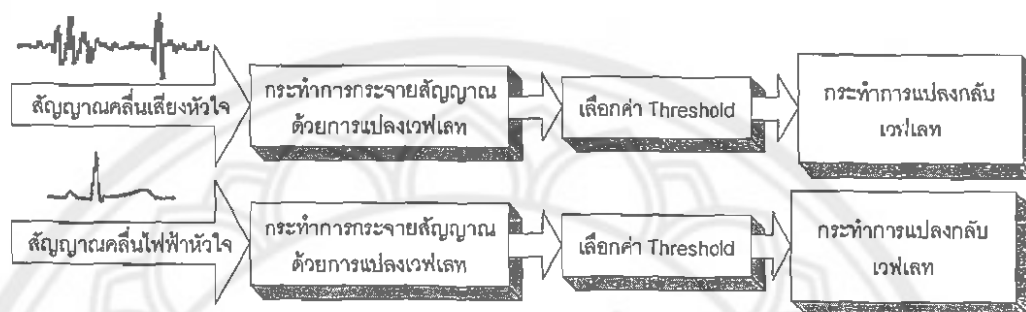 สัญญาณคลื่นเสียงหัวใจ
กระทำการกระจายสัญญาณ
ด้วยการแปลงเวฟเลท
เลือกค่า Threshold
กระทำการแปลงกลับ
เวฟเลท
สัญญาณคลื่นไฟฟ้าหัวใจ
กระทำการกระจายสัญญาณ
ด้วยการแปลงเวฟเลท
เลือกค่า Threshold
กระทำการแปลงกลับ
เวฟเลท